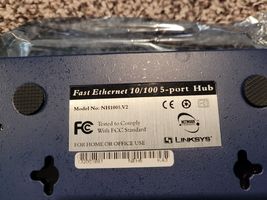 Fast Ethernet 10/100 5-port Hub
Model No: NH1005 V2
FC
CE
Tested to Comply
With FCC Standard
FOR HOME OR OFFICE USE
NETWORK
LINKSYS